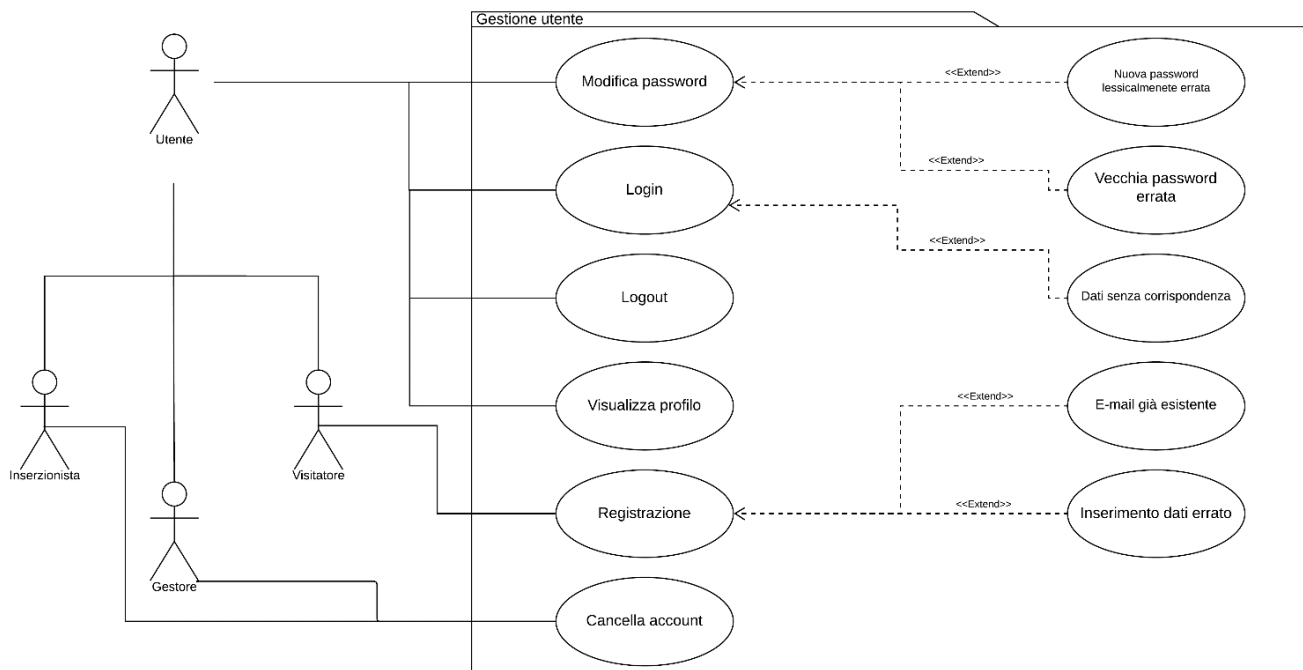 Gestione utente
Utente
Modifica password
<<Extend>>
Nuova password
lessicalmenete errata
Login
<<Extend>>
Vecchia password
errata
<<Extend>>
Logout
Dati senza corrispondenza
Inserzionista
Visitatore
Visualizza profilo
<<Extend>>
E-mail già esistente
Gestore
Registrazione
<<Extend>>
Inserimento dati errato
Cancella account